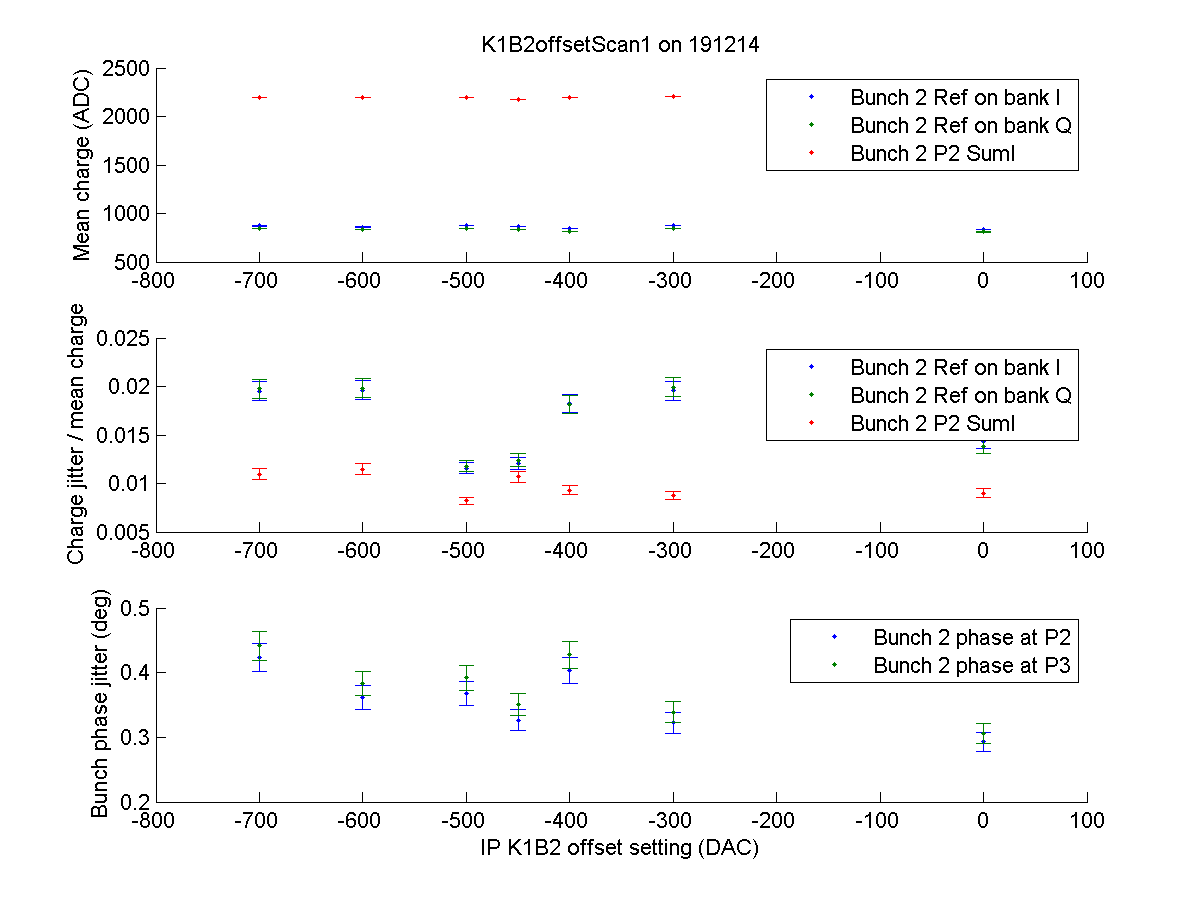 K1B2offsetScan1 on 191214
Mean charge (ADC)
2500
2000
1500
1000
500
-800 -700 -600 -500 -400 -300 -200 -100 0 100
Bunch 2 Ref on bank I
Bunch 2 Ref on bank Q
Bunch 2 P2 SumI
Charge jitter / mean charge
0.025
0.02
0.015
0.01
0.005
-800 -700 -600 -500 -400 -300 -200 -100 0 100
Bunch 2 Ref on bank I
Bunch 2 Ref on bank Q
Bunch 2 P2 SumI
Bunch phase jitter (deg)
0.5
0.4
0.3
0.2
-800 -700 -600 -500 -400 -300 -200 -100 0 100
Bunch 2 phase at P2
Bunch 2 phase at P3
IP K1B2 offset setting (DAC)